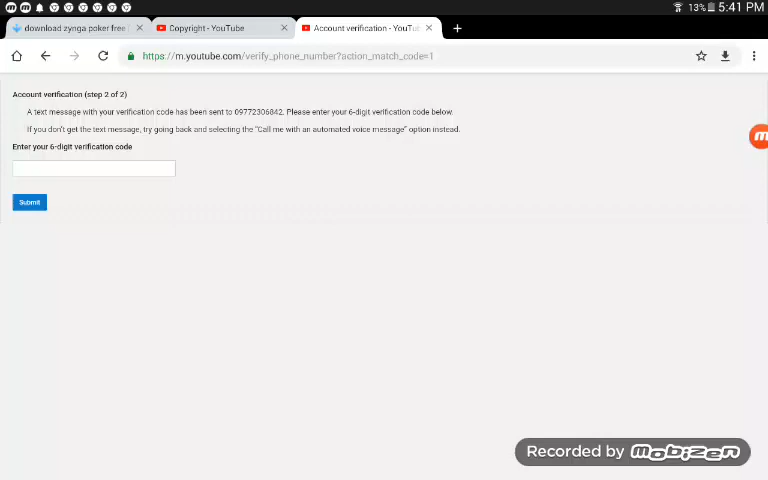 13% 5:41 PM
download zynga poker free
Copyright - YouTube
Account verification - YouTu
https://m.youtube.com/verify_phone_number?action_match_code=1
Account verification (step 2 of 2)
A text message with your verification code has been sent to 09772306842. Please enter your 6-digit verification code below.
If you don't get the text message, try going back and selecting the "Call me with an automated voice message" option instead.
Enter your 6-digit verification code
Submit
Recorded by mobizen